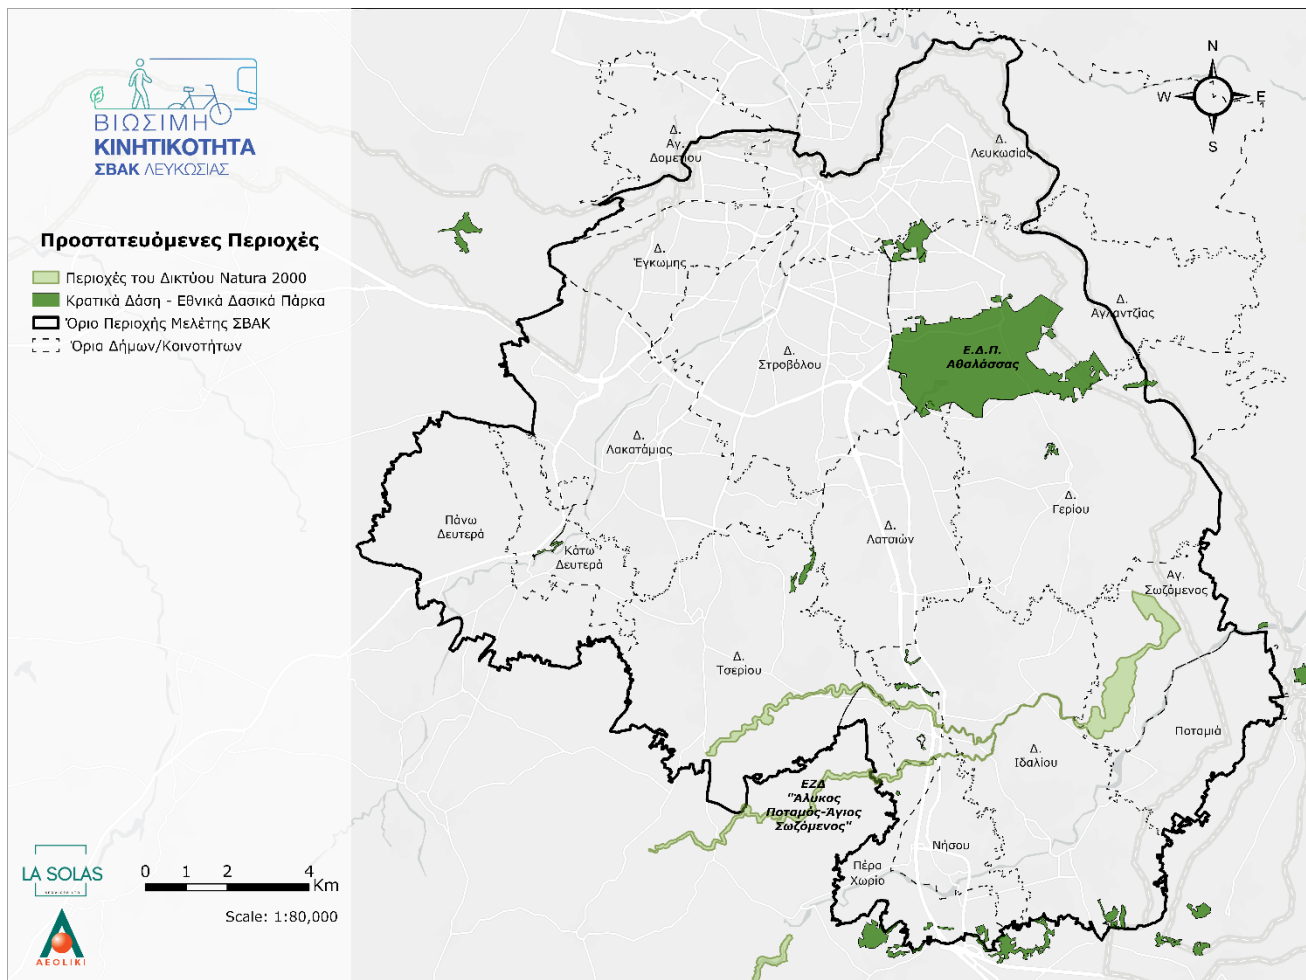 ΒΙΩΣΙΜΗ
ΚΙΝΗΤΙΚΟΤΗΤΑ
ΣΒΑΚ ΛΕΥΚΩΣΙΑΣ
Προστατευόμενες Περιοχές
Περιοχές του Δικτύου Natura 2000
Κρατικά Δάση - Εθνικά Δασικά Πάρκα
Όριο Περιοχής Μελέτης ΣΒΑΚ
Όρια Δήμων/Κοινοτήτων
N
W
E
S
Δ.
Αγ.
Δομετίου
Δ.
Λευκωσίας
Δ.
Έγκωμης
Δ.
Αγλαντζίας
Δ.
Στροβόλου
Ε.Δ.Π.
Αθαλάσσας
Δ.
Λακατάμιας
Πάνω
Δευτερά
Κάτω
Δευτερά
Δ.
Λατσιών
Δ.
Γερίου
Αγ.
Σωζόμενος
Δ.
Τσερίου
Ποταμιά
Δ.
Ιδαλίου
ΕΖΔ
"Άλυκος
Ποταμός-Άγιος
Σωζόμενος"
Νήσου
Πέρα
Χωρίο
LA SOLAS
0 1 2 4
Km
Scale: 1:80,000
AEOLIKI